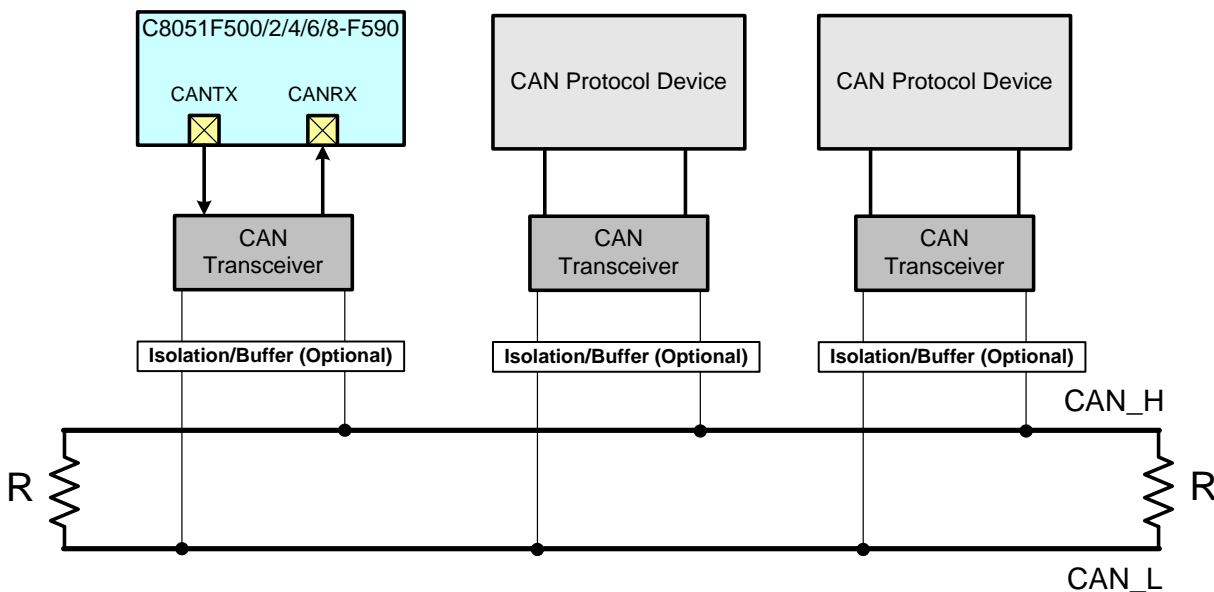 C8051F500/2/4/6/8-F590
CANTX
CANRX
CAN Protocol Device
CAN Protocol Device
CAN
Transceiver
CAN
Transceiver
CAN
Transceiver
Isolation/Buffer (Optional)
Isolation/Buffer (Optional)
Isolation/Buffer (Optional)
CAN_H
R
R
CAN_L